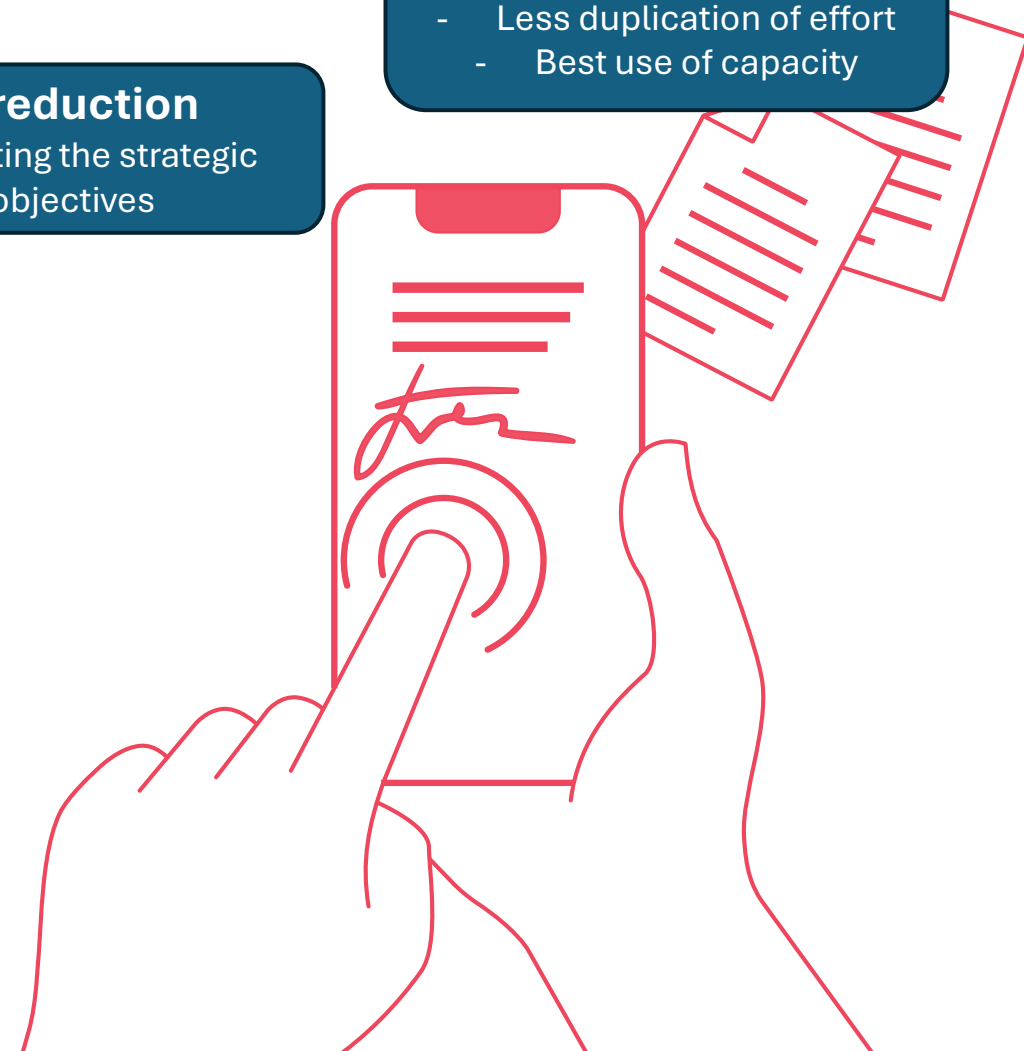 - Less duplication of effort
- Best use of capacity
reduction
ting the strategic
objectives